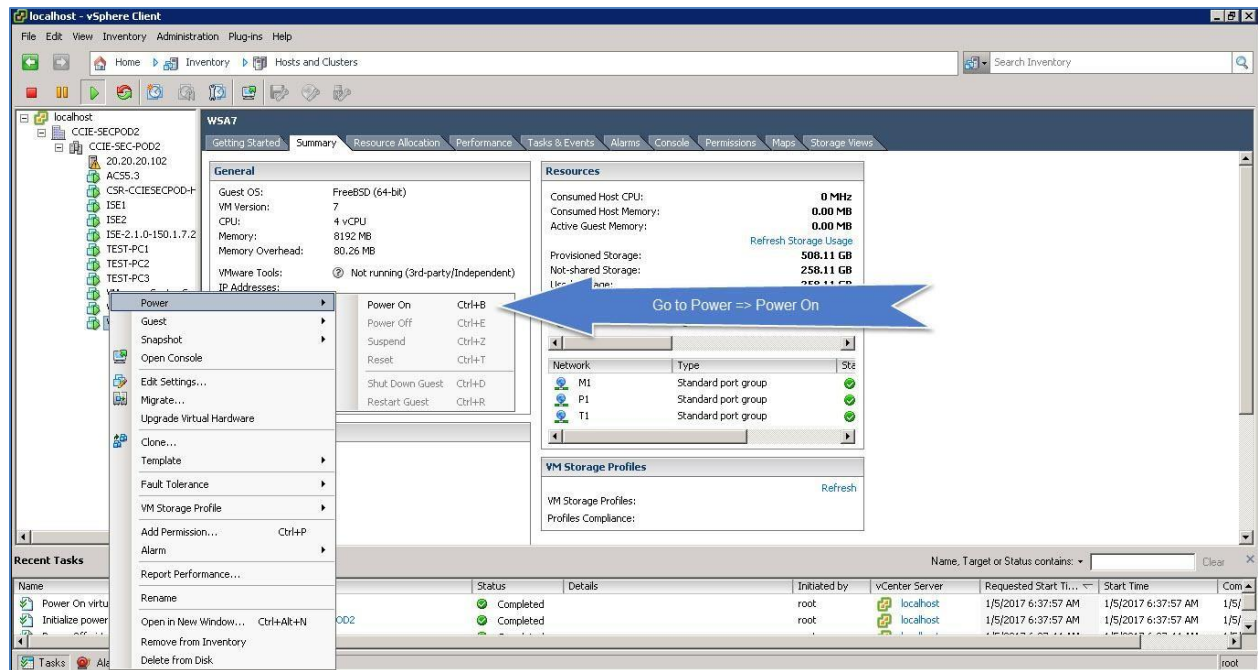 localhost - vSphere Client
File Edit View Inventory Administration Plug-ins Help
Home Inventory Hosts and Clusters
Search Inventory
localhost
CCIE-SECPOD2
CCIE-SEC-POD2
20.20.20.102
ACS5.3
CSR-CCIESECPOD-H
ISE1
ISE2
ISE-2.1.0-150.1.7.2
TEST-PC1
TEST-PC2
TEST-PC3
WSA7
Getting Started Summary Resource Allocation Performance Tasks & Events Alarms Console Permissions Maps Storage Views
General
Guest OS: FreeBSD (64-bit)
VM Version: 7
CPU: 4 vCPU
Memory: 8192 MB
Memory Overhead: 80.26 MB
VMware Tools: Not running (3rd-party/Independent)
IP Addresses:
Resources
Consumed Host CPU: 0 MHz
Consumed Host Memory: 0.00 MB
Active Guest Memory: 0.00 MB
Refresh Storage Usage
Provisioned Storage: 508.11 GB
Not-shared Storage: 258.11 GB
258.11 GB
Network Type Sta
M1 Standard port group
P1 Standard port group
T1 Standard port group
VM Storage Profiles
Refresh
VM Storage Profiles:
Profiles Compliance:
Power
Guest
Snapshot
Open Console
Edit Settings...
Migrate...
Upgrade Virtual Hardware
Clone...
Template
Fault Tolerance
VM Storage Profile
Add Permission... Ctrl+P
Alarm
Report Performance...
Rename
Open in New Window... Ctrl+Alt+N
Remove from Inventory
Delete from Disk
Power On Ctrl+B
Power Off Ctrl+E
Suspend Ctrl+Z
Reset Ctrl+T
Shut Down Guest Ctrl+D
Restart Guest Ctrl+R
Go to Power => Power On
Recent Tasks
Name, Target or Status contains: Clear
Name Status Details Initiated by vCenter Server Requested Start Ti... Start Time Com
Power On virtu Completed root localhost 1/5/2017 6:37:57 AM 1/5/2017 6:37:57 AM 1/5/
Initialize power OD2 Completed root localhost 1/5/2017 6:37:57 AM 1/5/2017 6:37:57 AM 1/5/
Tasks Ala root